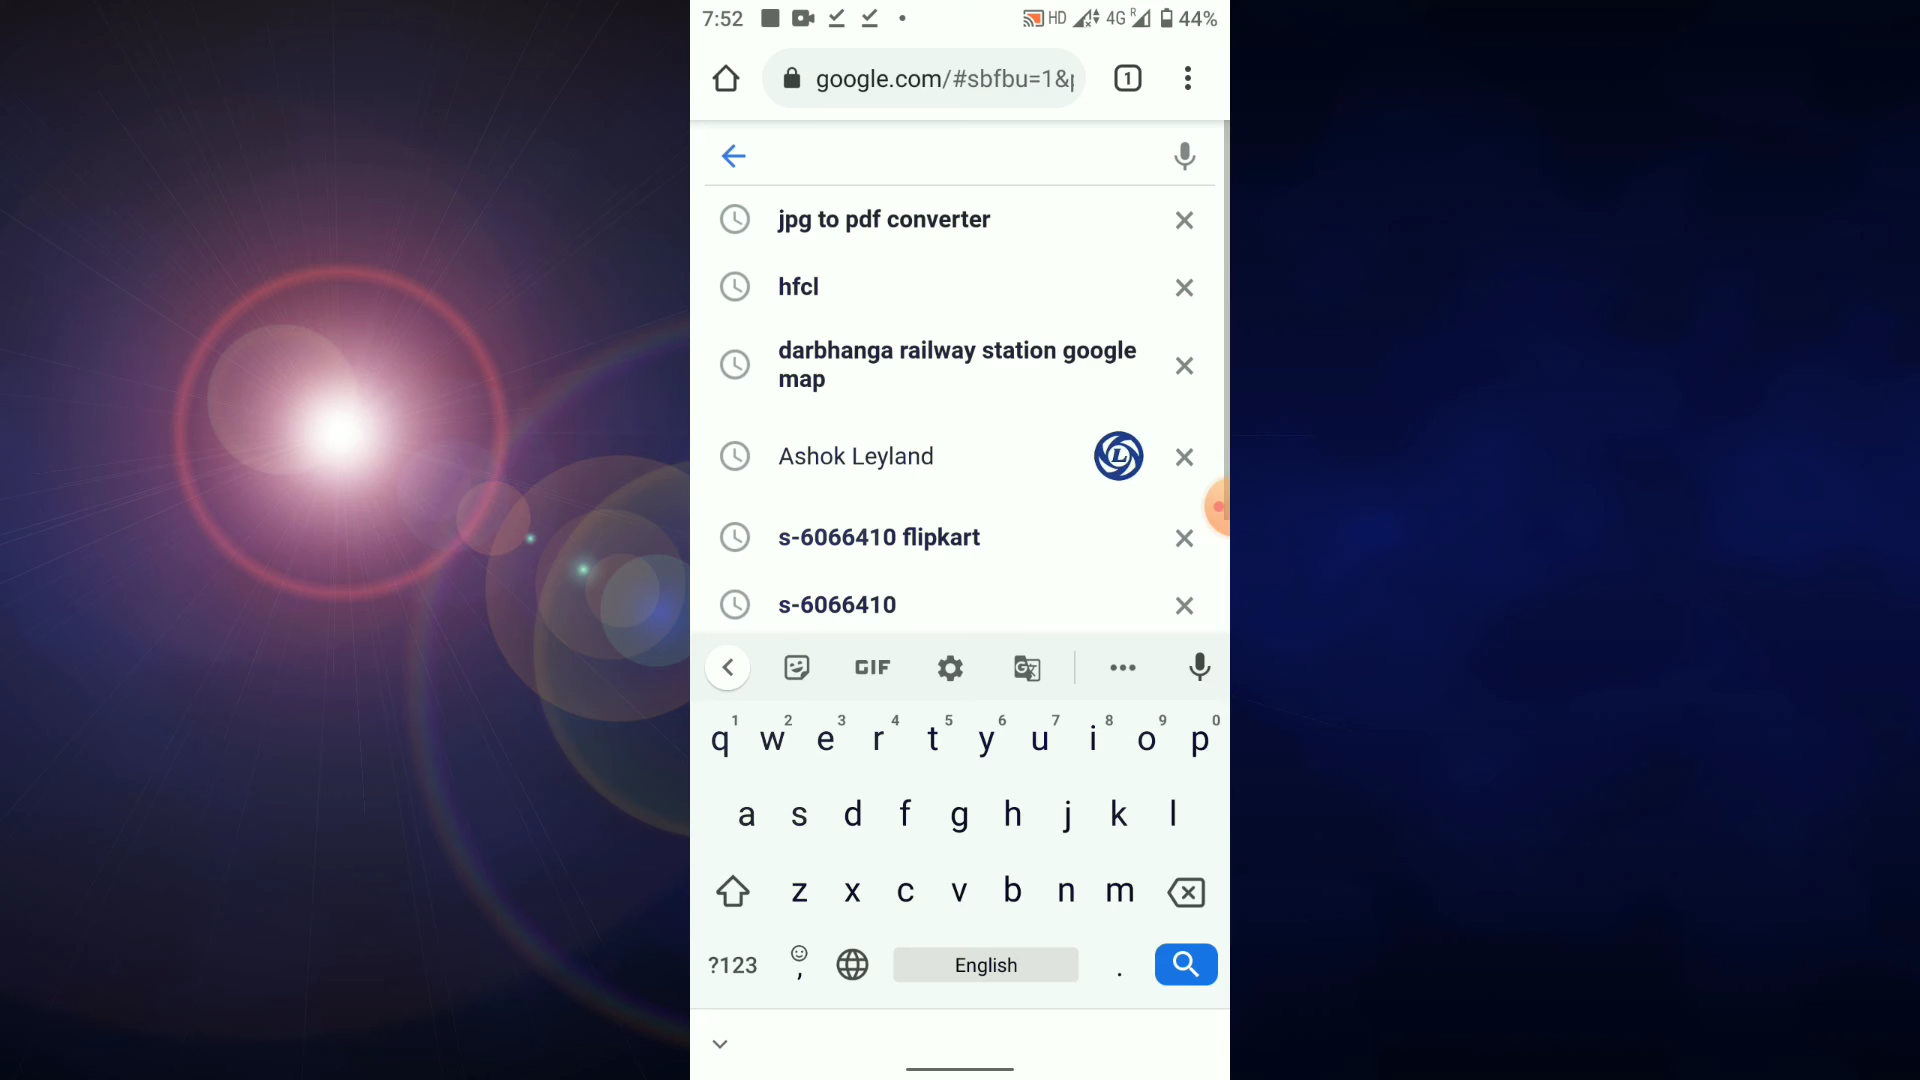 7:52 HD 4G R 44%
google.com/#sbfbu=1&
1
jpg to pdf converter
hfcl
darbhanga railway station google
map
Ashok Leyland L
s-6066410 flipkart
s-6066410
GIF
1 2 3 4 5 6 7 8 9 0
q w e r t y u i o p
a s d f g h j k l
z x c v b n m
?123 , English .